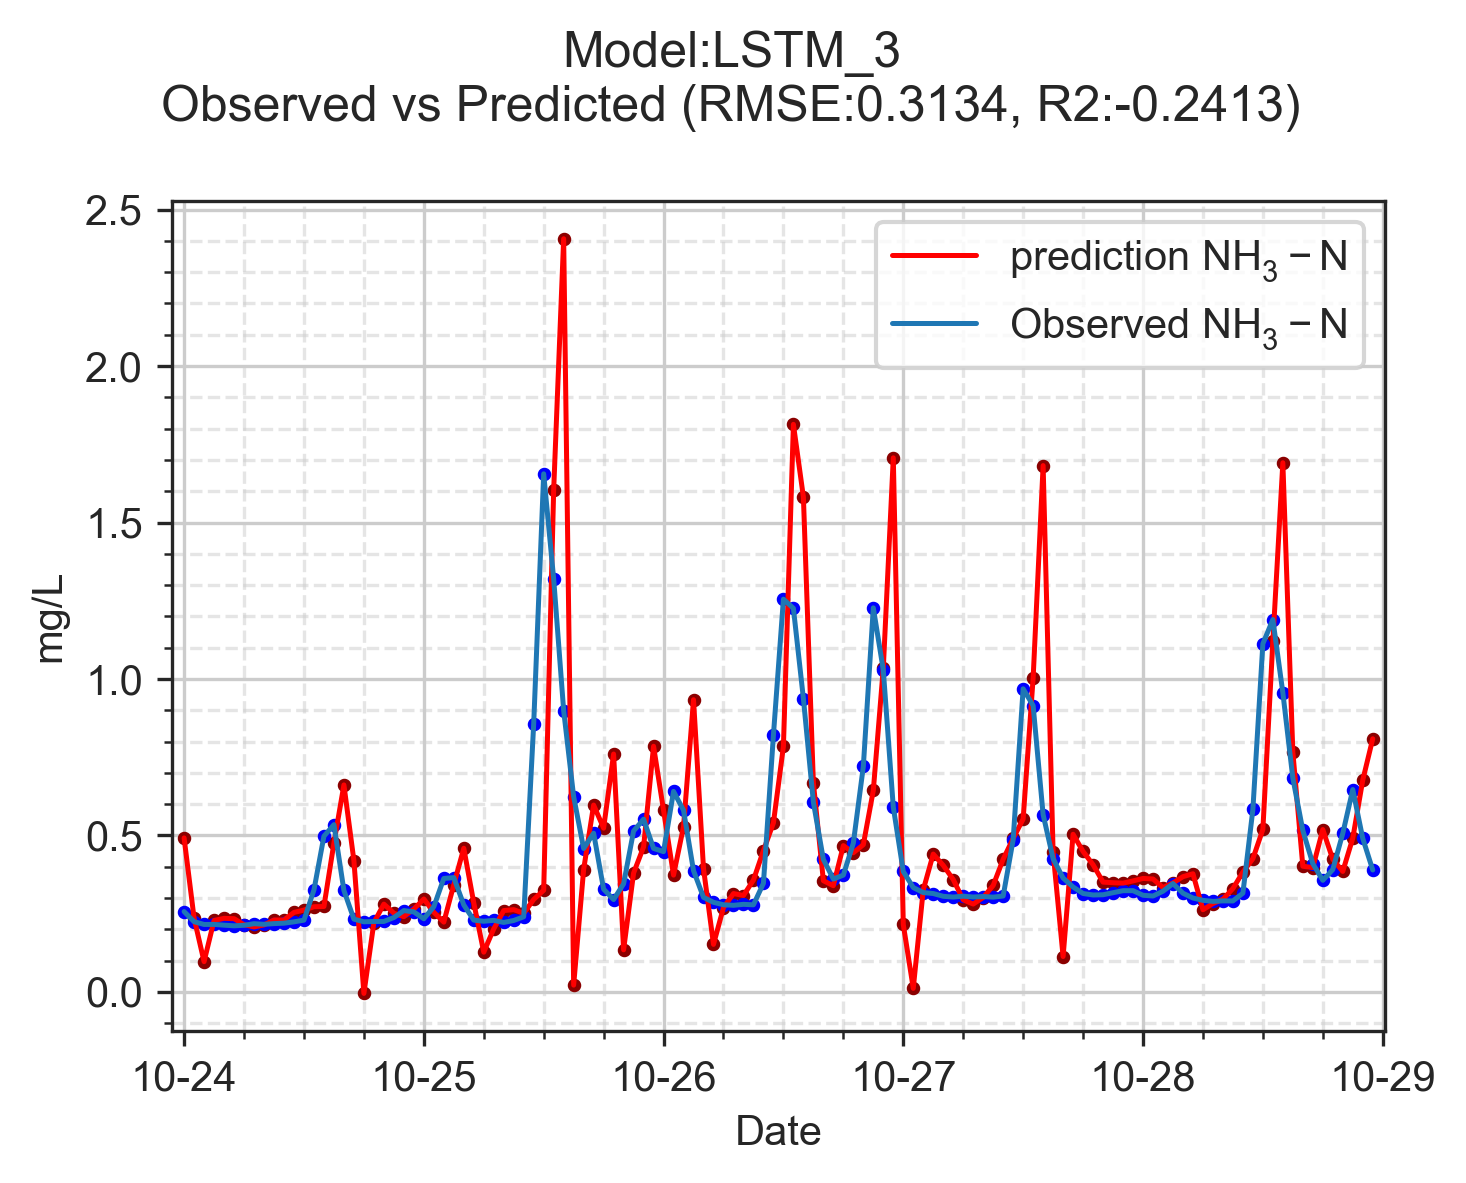 Model:LSTM_3
Observed vs Predicted (RMSE:0.3134, R2:-0.2413)
2.5
2.0
1.5
1.0
0.5
0.0
mg/L
prediction NH₃ − N
Observed NH₃ − N
10-24 10-25 10-26 10-27 10-28 10-29
Date